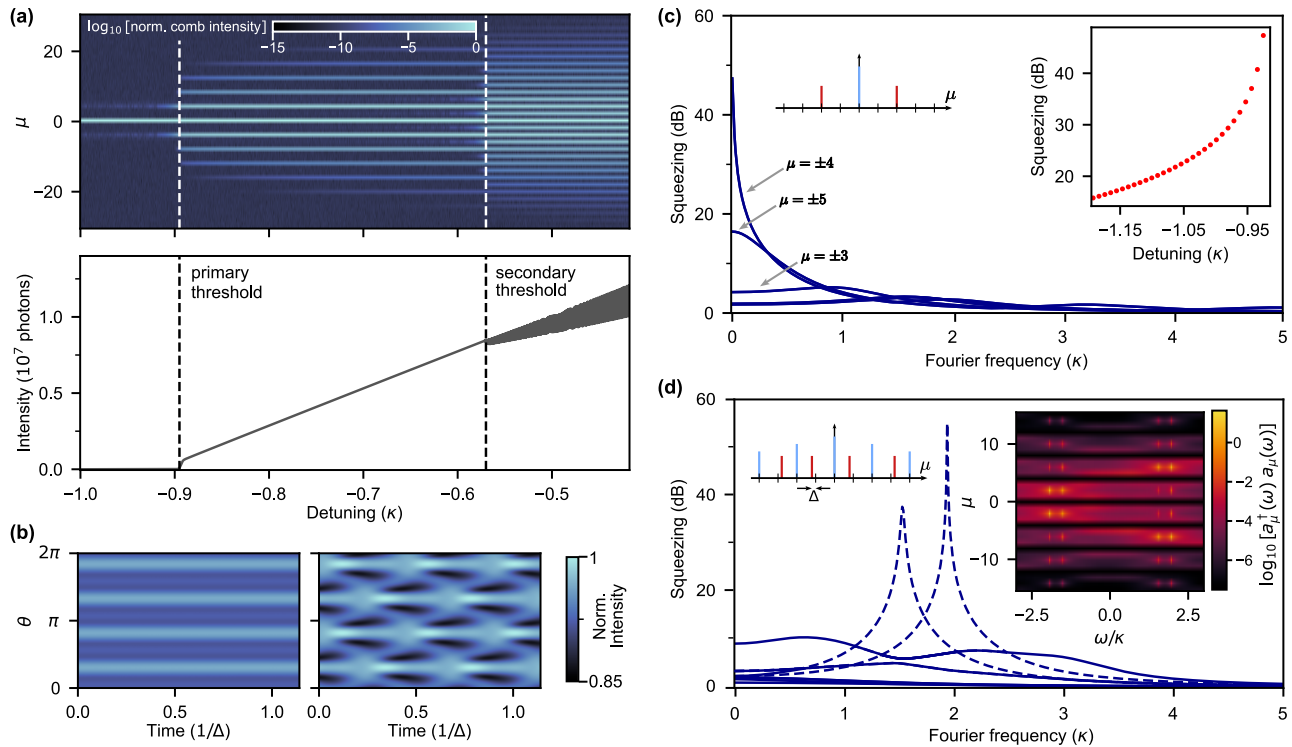 (a)
log₁₀ [norm. comb intensity]
−15 −10 −5 0
20
0
−20
μ
primary
threshold
secondary
threshold
Intensity (10⁷ photons)
1.0
0.5
0.0
−1.0 −0.9 −0.8 −0.7 −0.6 −0.5
Detuning (κ)
(b)
2π
π
0
θ
0.0 0.5 1.0
Time (1/Δ)
0.0 0.5 1.0
Time (1/Δ)
1
0.85
Norm.
Intensity
(c)
Squeezing (dB)
60
40
20
0
μ
μ = ±4
μ = ±5
μ = ±3
0 1 2 3 4 5
Fourier frequency (κ)
Squeezing (dB)
40
30
20
−1.15 −1.05 −0.95
Detuning (κ)
(d)
Squeezing (dB)
60
50
40
30
20
10
0
μ
Δ
0 1 2 3 4 5
Fourier frequency (κ)
μ
10
0
−10
−2.5 0.0 2.5
ω/κ
0
−2
−4
−6
log₁₀ [a†μ(ω) aμ(ω)]